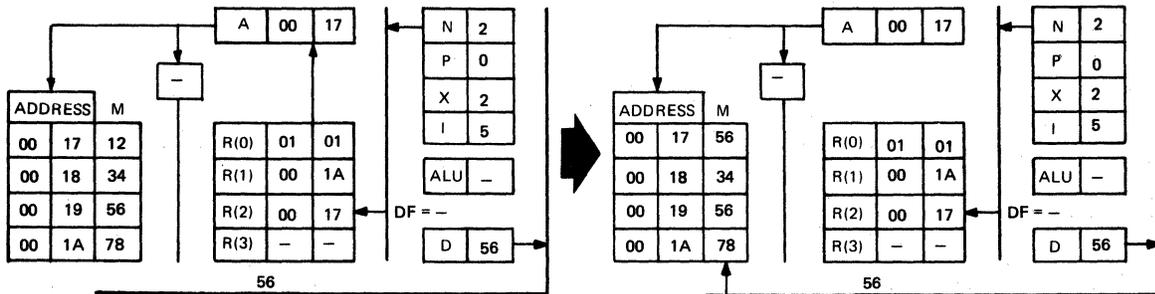 A 00 17
N 2
P 0
X 2
I 5
—
ADDRESS M
00 17 12
00 18 34
00 19 56
00 1A 78
R(0) 01 01
R(1) 00 1A
R(2) 00 17
R(3) — —
ALU —
DF = —
D 56
56
A 00 17
N 2
P 0
X 2
I 5
—
ADDRESS M
00 17 56
00 18 34
00 19 56
00 1A 78
R(0) 01 01
R(1) 00 1A
R(2) 00 17
R(3) — —
ALU —
DF = —
D 56
56